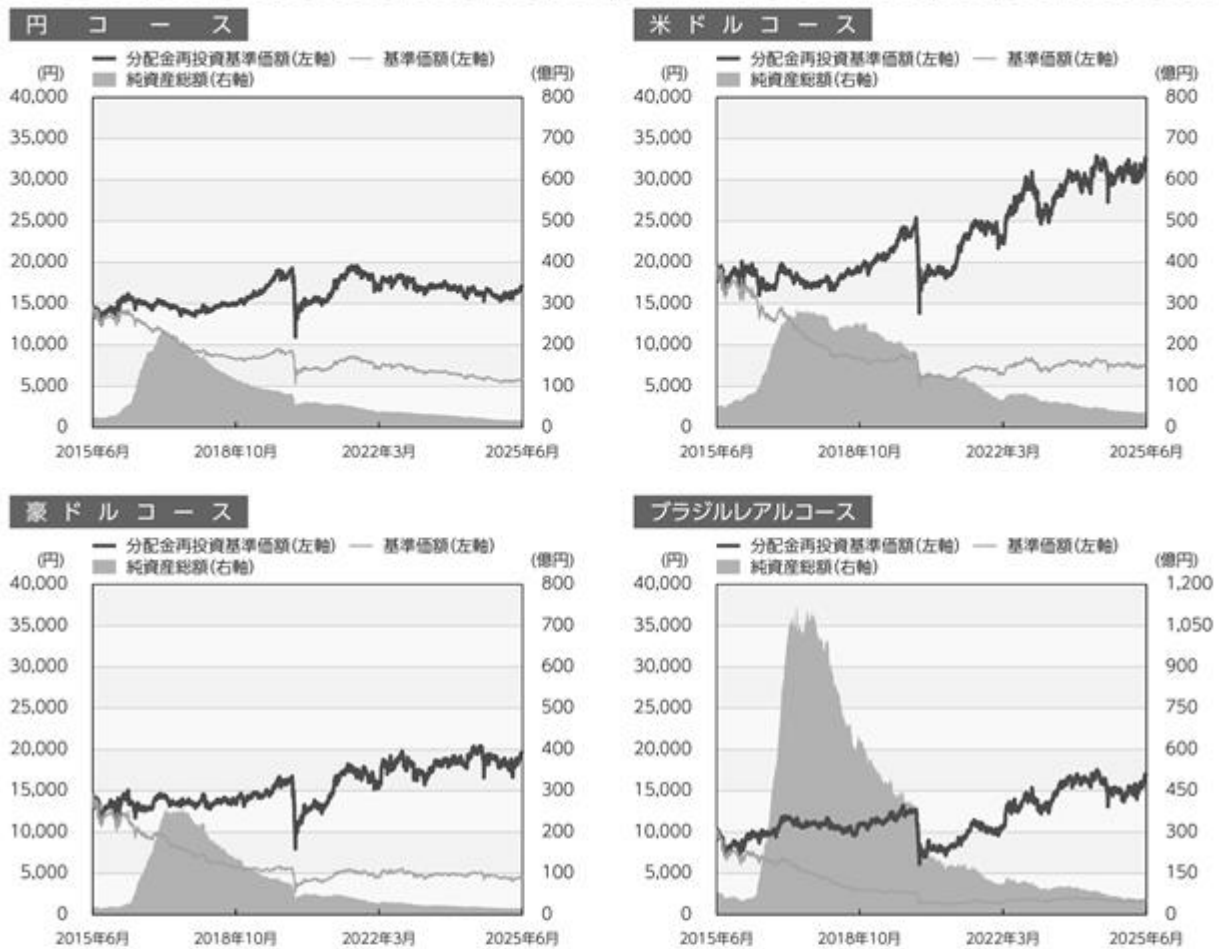 円コース
分配金再投資基準価額(左軸) 基準価額(左軸)
純資産総額(右軸)
(円) (億円)
40,000 800
35,000 700
30,000 600
25,000 500
20,000 400
15,000 300
10,000 200
5,000 100
0 0
2015年6月 2018年10月 2022年3月 2025年6月
米ドルコース
分配金再投資基準価額(左軸) 基準価額(左軸)
純資産総額(右軸)
(円) (億円)
40,000 800
35,000 700
30,000 600
25,000 500
20,000 400
15,000 300
10,000 200
5,000 100
0 0
2015年6月 2018年10月 2022年3月 2025年6月
豪ドルコース
分配金再投資基準価額(左軸) 基準価額(左軸)
純資産総額(右軸)
(円) (億円)
40,000 800
35,000 700
30,000 600
25,000 500
20,000 400
15,000 300
10,000 200
5,000 100
0 0
2015年6月 2018年10月 2022年3月 2025年6月
ブラジルレアルコース
分配金再投資基準価額(左軸) 基準価額(左軸)
純資産総額(右軸)
(円) (億円)
40,000 1,200
35,000 1,050
30,000 900
25,000 750
20,000 600
15,000 450
10,000 300
5,000 150
0 0
2015年6月 2018年10月 2022年3月 2025年6月